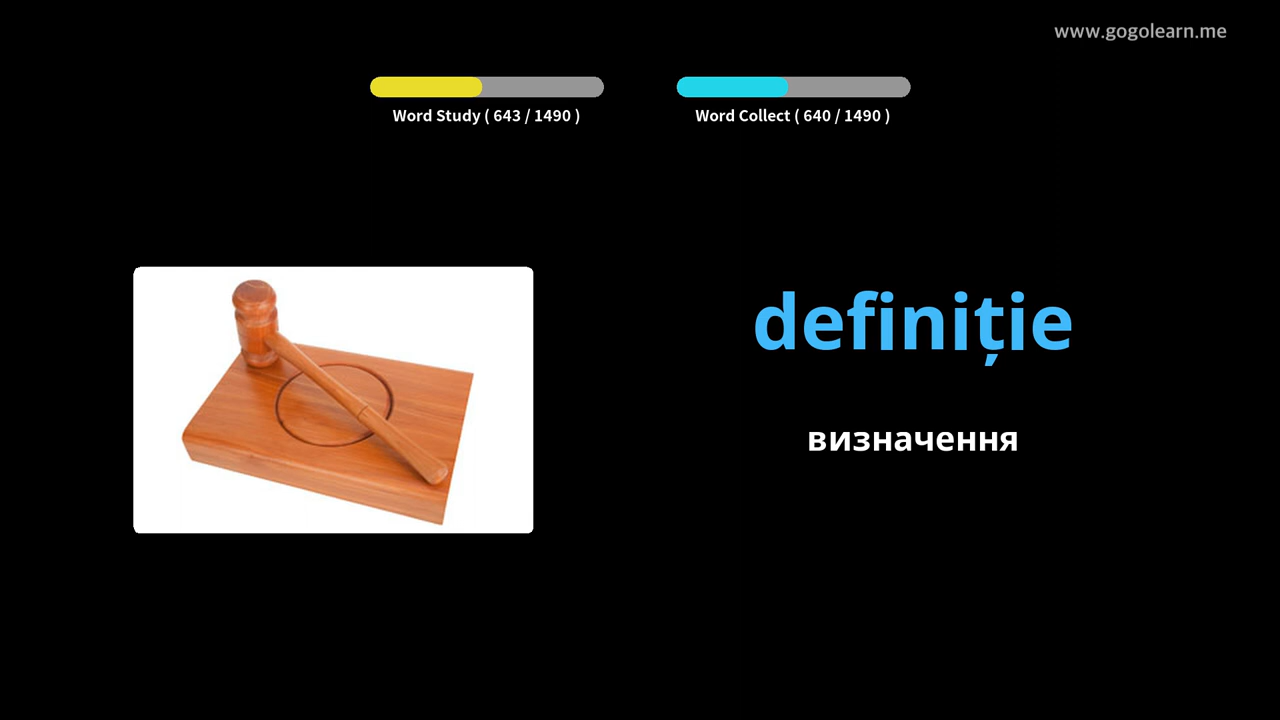 www.gogolearn.me
Word Study ( 643 / 1490 )
Word Collect ( 640 / 1490 )
definiție
визначення